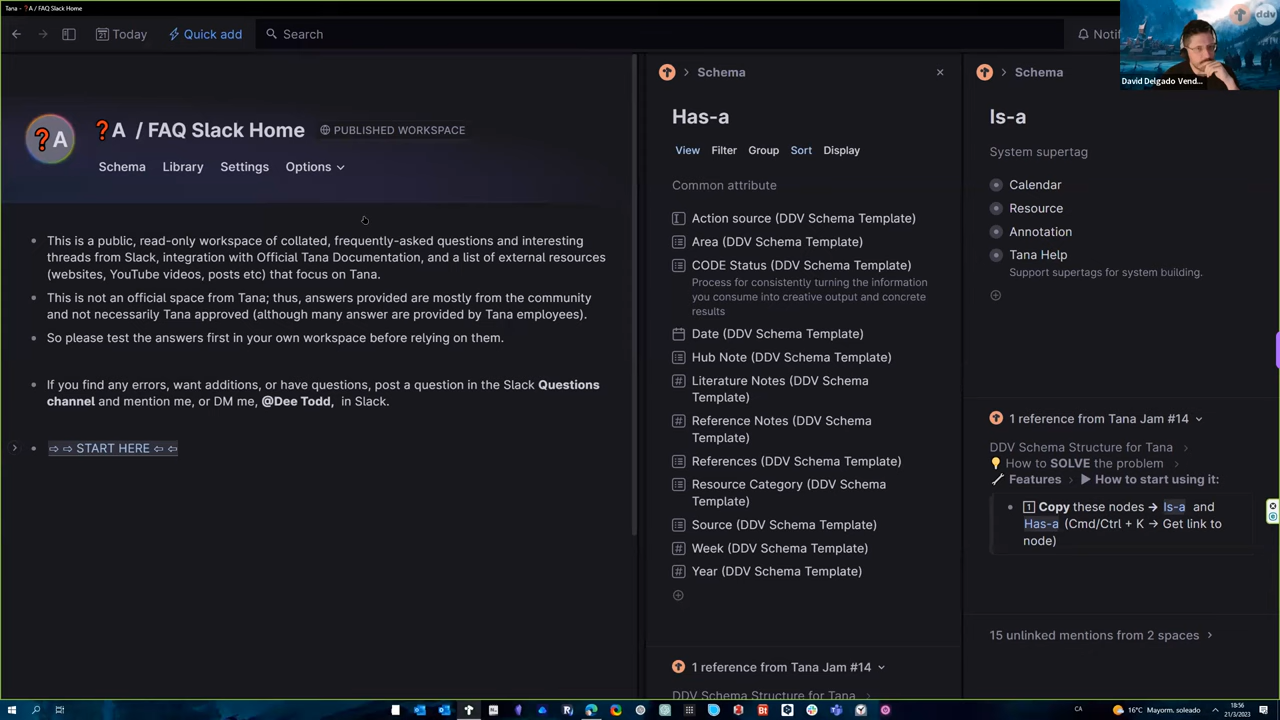 Tana - ❓A / FAQ Slack Home
Today
Quick add
Search
David Delgado Vend...
❓A
❓A / FAQ Slack Home
PUBLISHED WORKSPACE
Schema
Library
Settings
Options
This is a public, read-only workspace of collated, frequently-asked questions and interesting
threads from Slack, integration with Official Tana Documentation, and a list of external resources
(websites, YouTube videos, posts etc) that focus on Tana.
This is not an official space from Tana; thus, answers provided are mostly from the community
and not necessarily Tana approved (although many answer are provided by Tana employees).
So please test the answers first in your own workspace before relying on them.
If you find any errors, want additions, or have questions, post a question in the Slack Questions
channel and mention me, or DM me, @Dee Todd, in Slack.
⇨ ⇨ START HERE ⇦ ⇦
Schema
Has-a
View
Filter
Group
Sort
Display
Common attribute
Action source (DDV Schema Template)
Area (DDV Schema Template)
CODE Status (DDV Schema Template)
Process for consistently turning the information
you consume into creative output and concrete
results
Date (DDV Schema Template)
Hub Note (DDV Schema Template)
Literature Notes (DDV Schema
Template)
Reference Notes (DDV Schema
Template)
References (DDV Schema Template)
Resource Category (DDV Schema
Template)
Source (DDV Schema Template)
Week (DDV Schema Template)
Year (DDV Schema Template)
1 reference from Tana Jam #14
DDV Schema Structure for Tana
Schema
Is-a
System supertag
Calendar
Resource
Annotation
Tana Help
Support supertags for system building.
1 reference from Tana Jam #14
DDV Schema Structure for Tana
💡 How to SOLVE the problem
Features
▶ How to start using it:
1 Copy these nodes → Is-a and
Has-a (Cmd/Ctrl + K → Get link to
node)
15 unlinked mentions from 2 spaces
CA
16°C Mayorm. soleado
18:56
21/3/2023